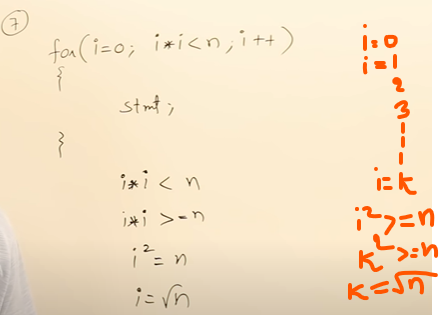 7
for(i=0; i*i<n; i++)
{
stmt;
}
i*i < n
i*i >= n
i² = n
i = √n
i=0
i=1
2
3
i=k
i²>=n
k²>=n
k=√n